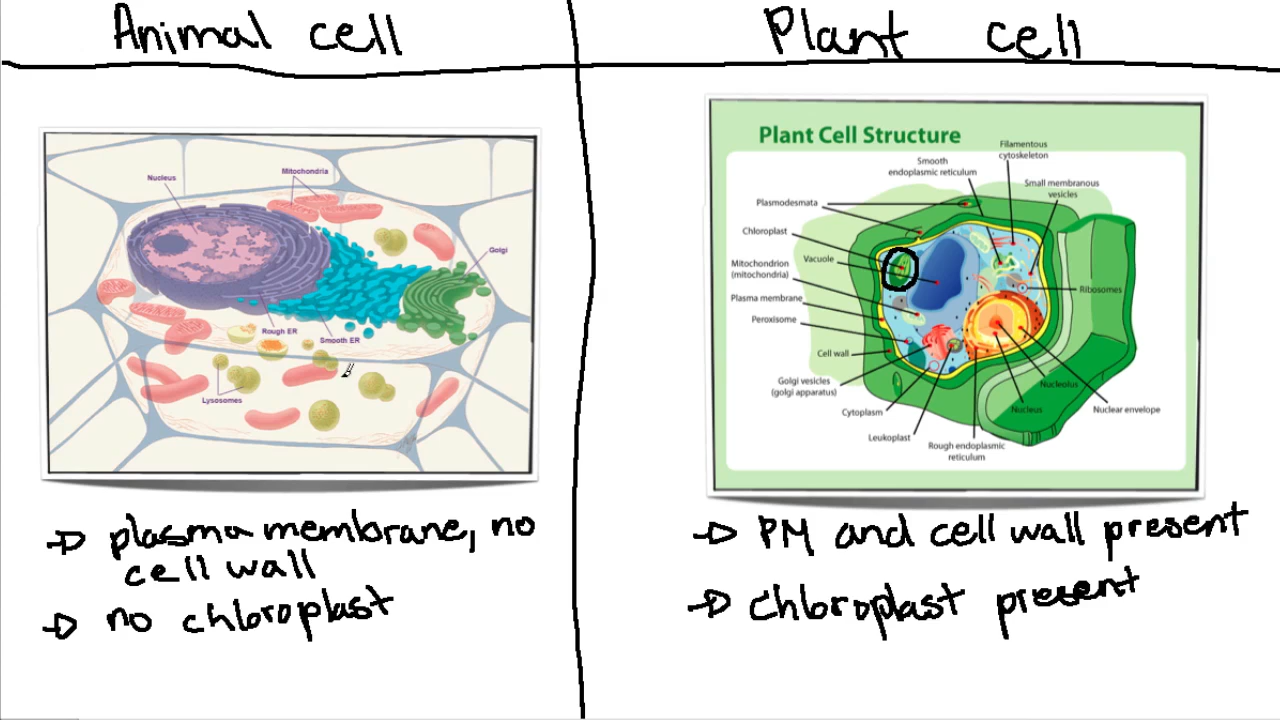 Animal cell
Plant cell
Nucleus
Mitochondria
Golgi
Rough ER
Smooth ER
Lysosomes
plasma membrane, no
cell wall
no chloroplast
Plant Cell Structure
Filamentous
cytoskeleton
Smooth
endoplasmic reticulum
Small membranous
vesicles
Plasmodesmata
Chloroplast
Vacuole
Mitochondrion
(mitochondria)
Plasma membrane
Peroxisome
Ribosomes
Cell wall
Golgi vesicles
(golgi apparatus)
Nucleolus
Cytoplasm
Nucleus
Nuclear envelope
Leukoplast
Rough endoplasmic
reticulum
PM and cell wall present
chloroplast present